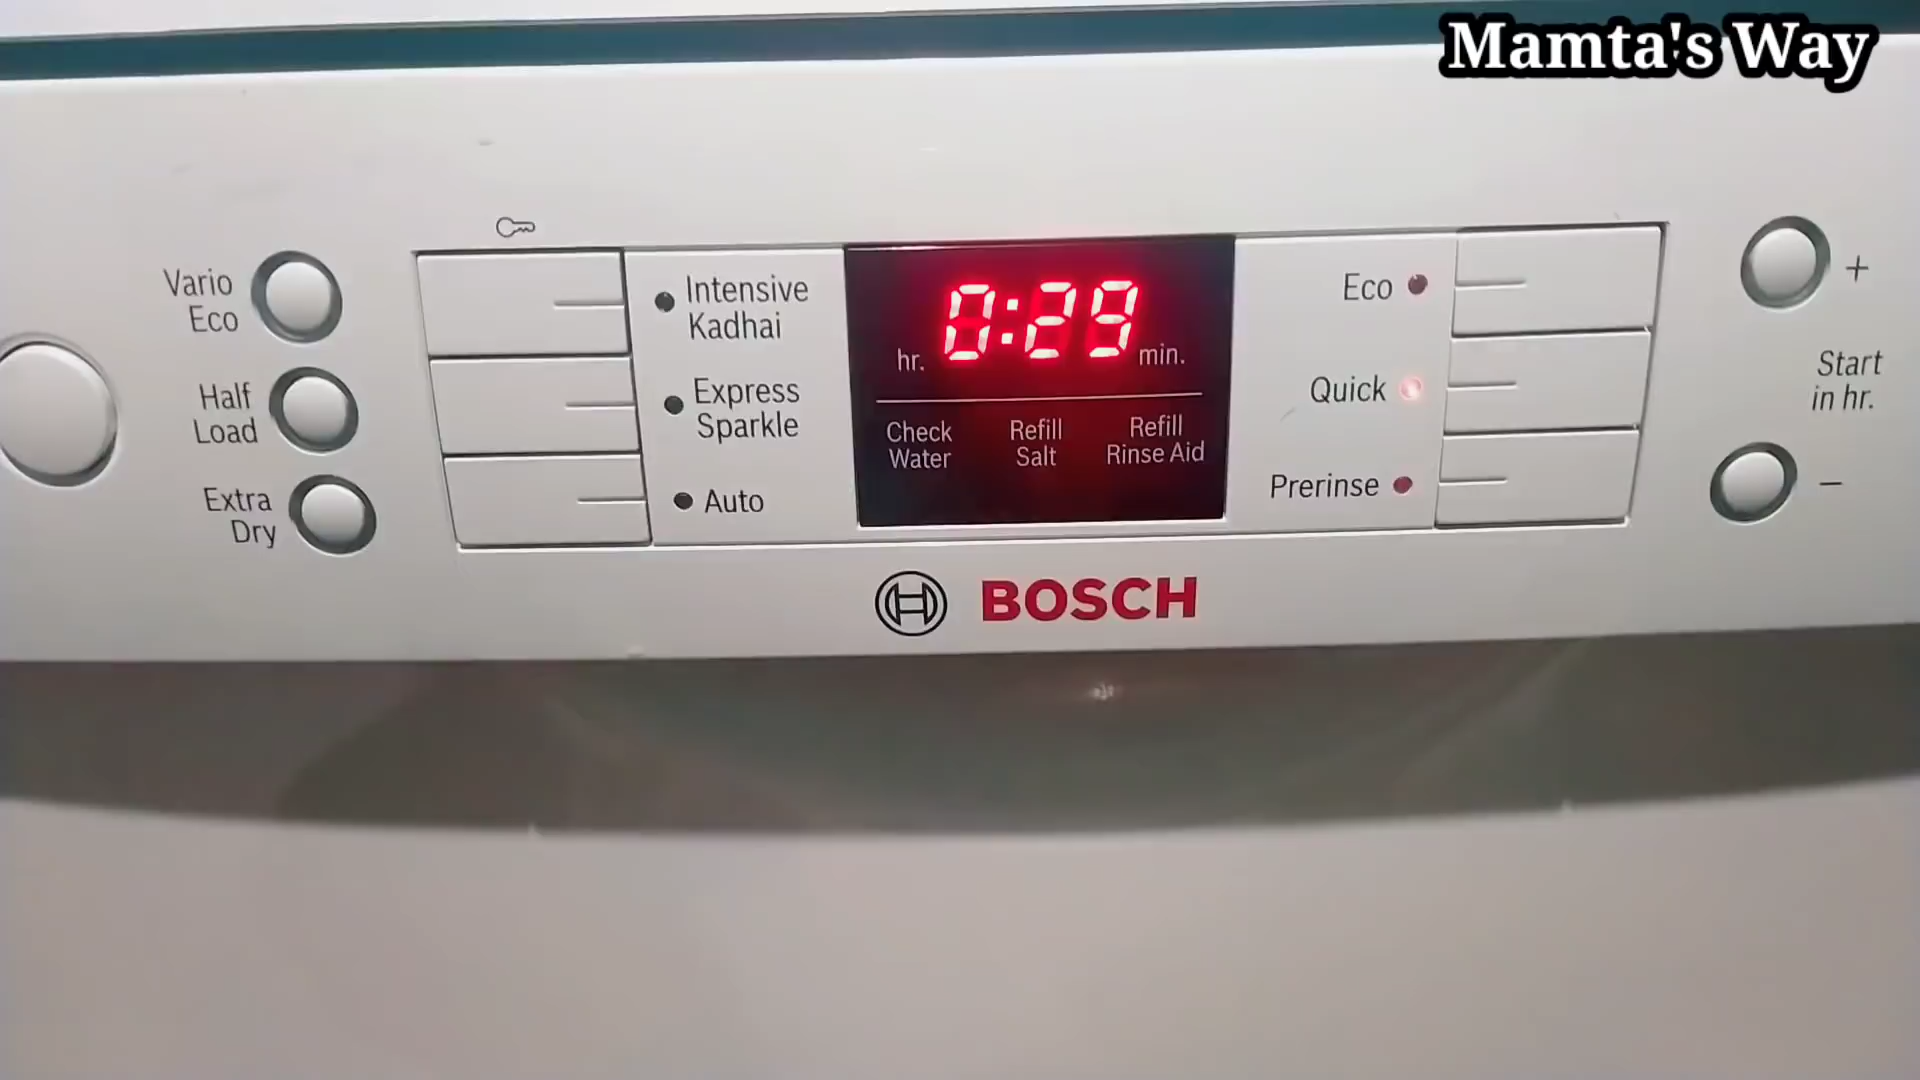 Mamta's Way
Vario
Eco
Half
Load
Extra
Dry
Intensive
Kadhai
Express
Sparkle
Auto
hr. 0:29 min.
Check
Water
Refill
Salt
Refill
Rinse Aid
Eco
Quick
Prerinse
+
Start
in hr.
−
BOSCH